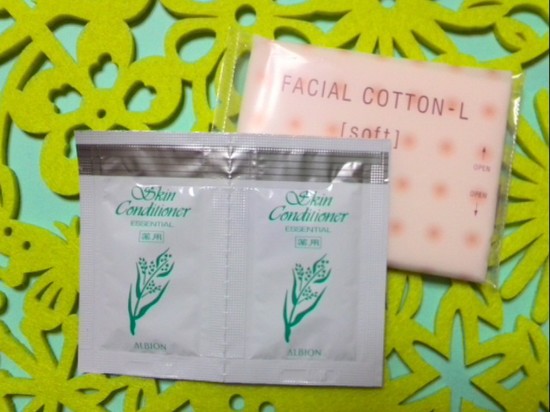 FACIAL COTTON-L
[soft]
OPEN
OPEN
Skin
Conditioner
ESSENTIAL
薬用
ALBION
Skin
Conditioner
ESSENTIAL
薬用
ALBION